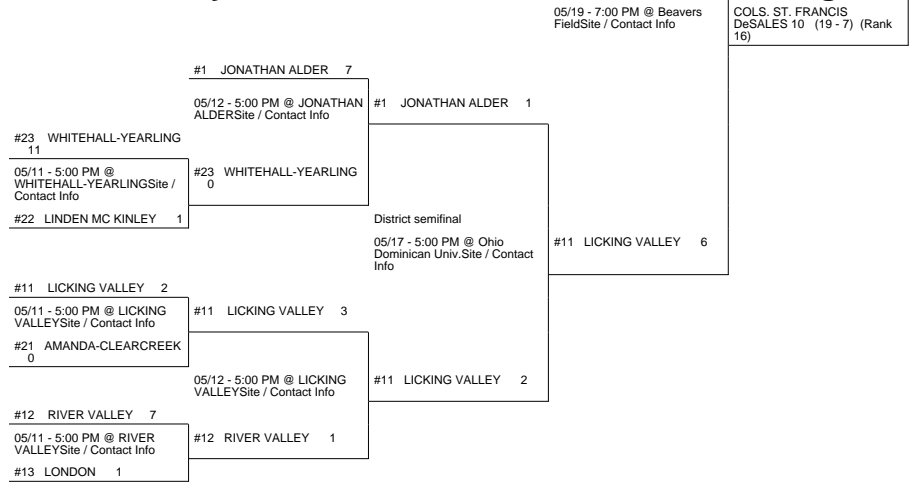 05/19 - 7:00 PM @ Beavers
FieldSite / Contact Info
COLS. ST. FRANCIS
DeSALES 10 (19 - 7) (Rank
16)
#1 JONATHAN ALDER 7
05/12 - 5:00 PM @ JONATHAN
ALDERSite / Contact Info
#1 JONATHAN ALDER 1
#23 WHITEHALL-YEARLING
11
05/11 - 5:00 PM @
WHITEHALL-YEARLINGSite /
Contact Info
#23 WHITEHALL-YEARLING
0
#22 LINDEN MC KINLEY 1
District semifinal
05/17 - 5:00 PM @ Ohio
Dominican Univ.Site / Contact
Info
#11 LICKING VALLEY 6
#11 LICKING VALLEY 2
05/11 - 5:00 PM @ LICKING
VALLEYSite / Contact Info
#11 LICKING VALLEY 3
#21 AMANDA-CLEARCREEK
0
05/12 - 5:00 PM @ LICKING
VALLEYSite / Contact Info
#11 LICKING VALLEY 2
#12 RIVER VALLEY 7
05/11 - 5:00 PM @ RIVER
VALLEYSite / Contact Info
#12 RIVER VALLEY 1
#13 LONDON 1